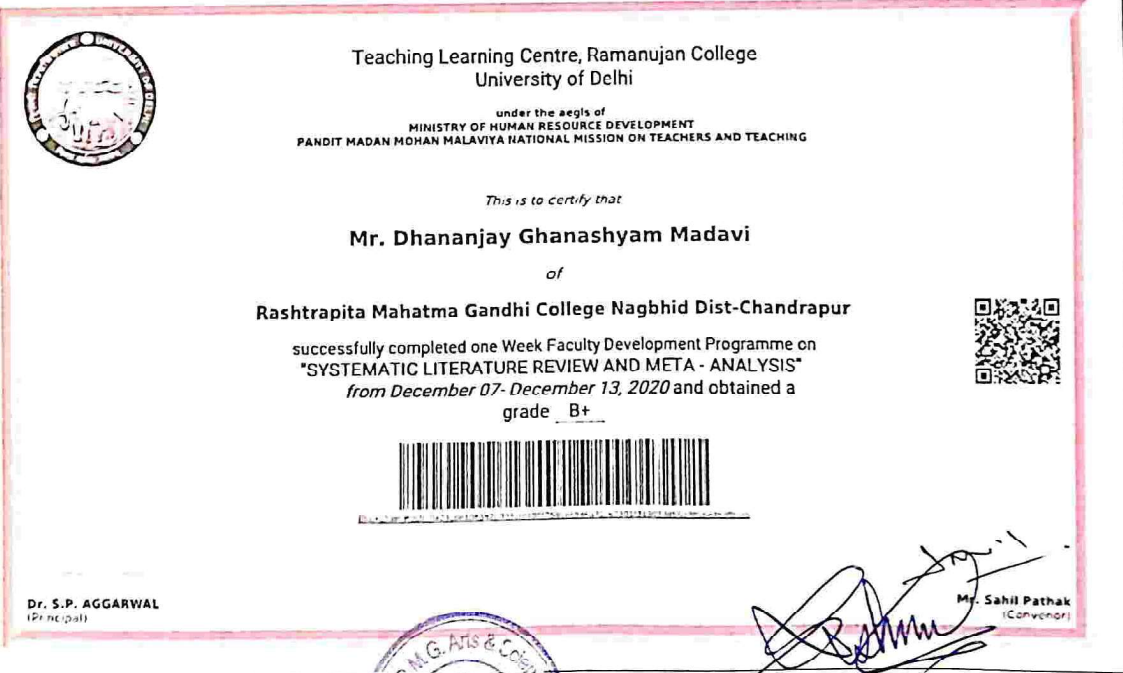 Teaching Learning Centre, Ramanujan College
University of Delhi
under the aegis of
MINISTRY OF HUMAN RESOURCE DEVELOPMENT
PANDIT MADAN MOHAN MALAVIYA NATIONAL MISSION ON TEACHERS AND TEACHING
This is to certify that
Mr. Dhananjay Ghanashyam Madavi
of
Rashtrapita Mahatma Gandhi College Nagbhid Dist-Chandrapur
successfully completed one Week Faculty Development Programme on
"SYSTEMATIC LITERATURE REVIEW AND META - ANALYSIS"
from December 07- December 13, 2020 and obtained a
grade B+
Dr. S.P. AGGARWAL
(Principal)
Mr. Sahil Pathak
(Convenor)
M.G. Arts &